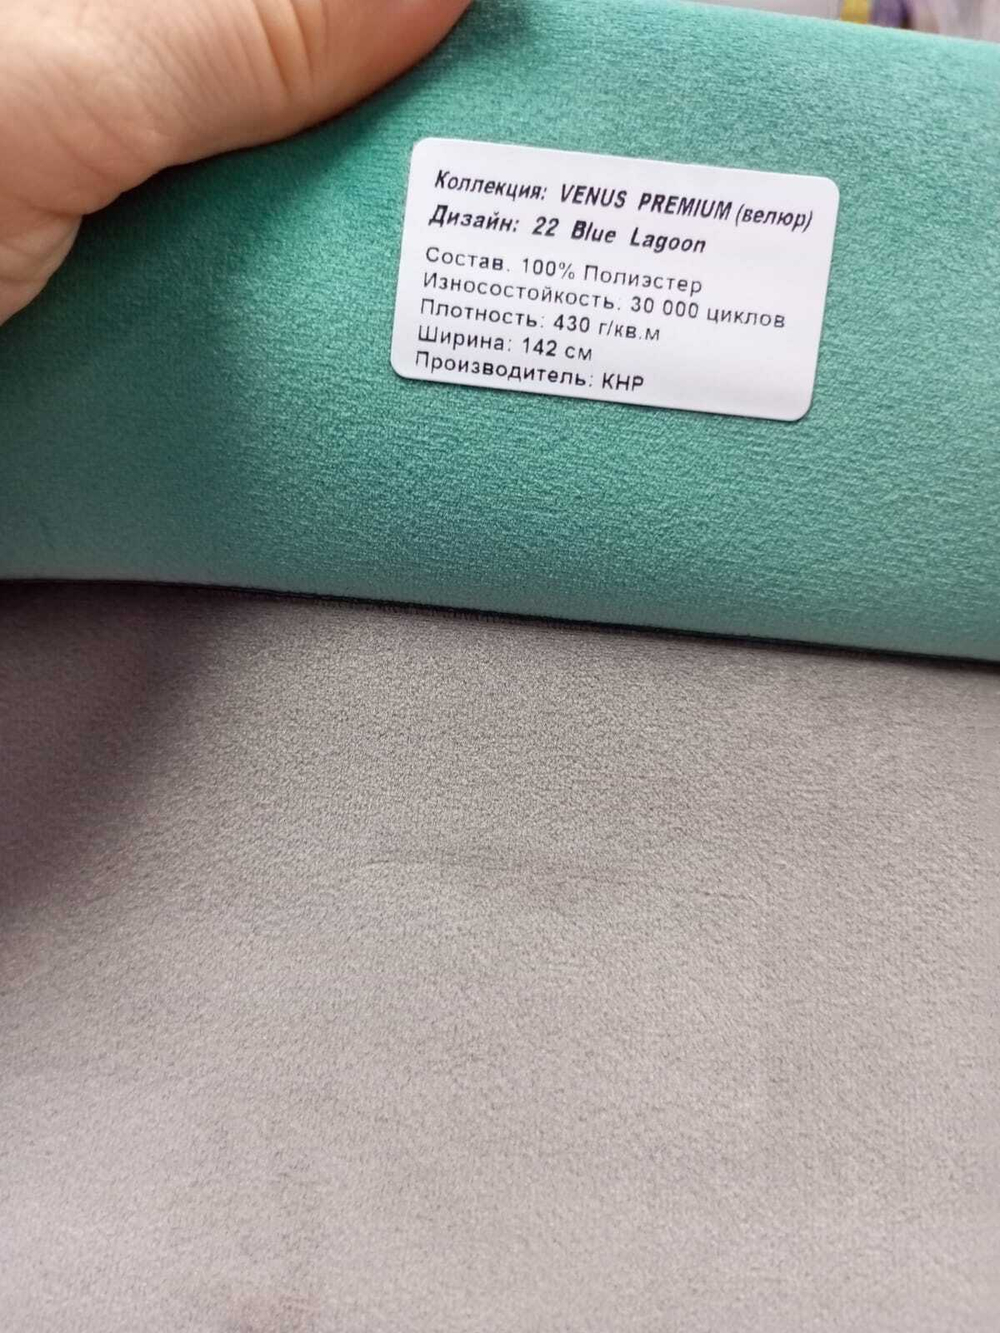 Коллекция: VENUS PREMIUM (велюр)
Дизайн: 22 Blue Lagoon
Состав. 100% Полиэстер
Износостойкость: 30 000 циклов
Плотность: 430 г/кв.м
Ширина: 142 см
Производитель: КНР